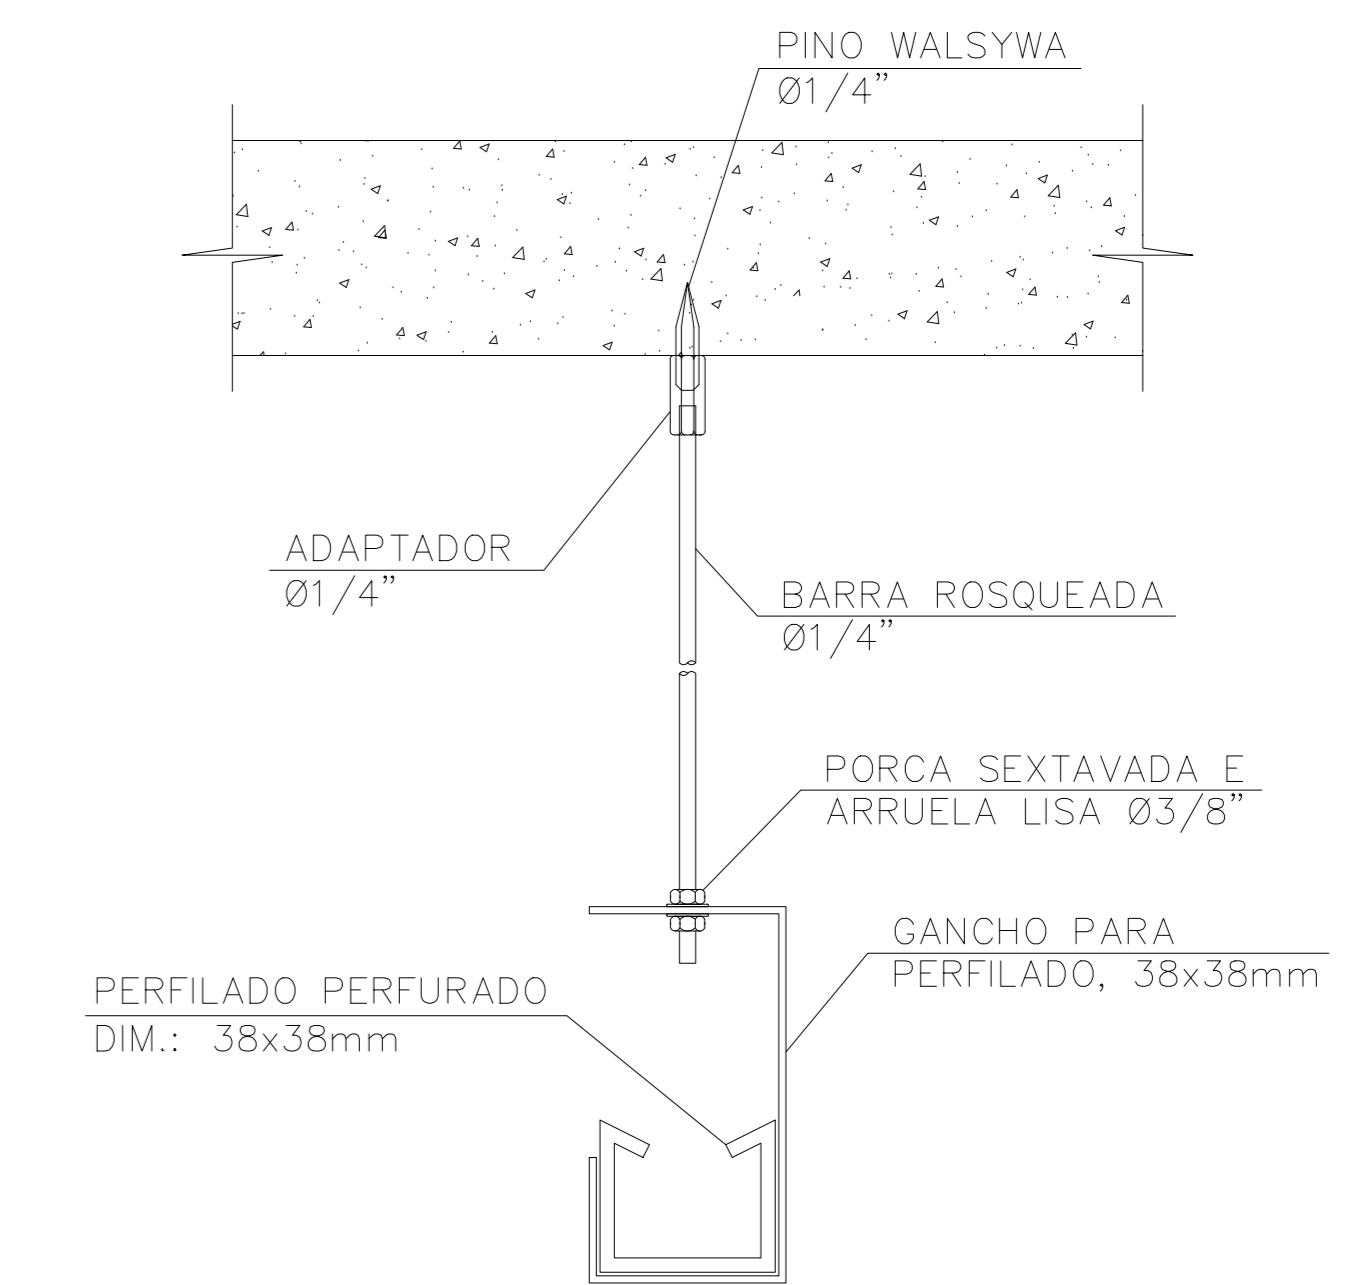 PINO WALSYWA
Ø1/4”
ADAPTADOR
Ø1/4”
BARRA ROSQUEADA
Ø1/4”
PORCA SEXTAVADA E
ARRUELA LISA Ø3/8”
GANCHO PARA
PERFILADO, 38x38mm
PERFILADO PERFURADO
DIM.: 38x38mm